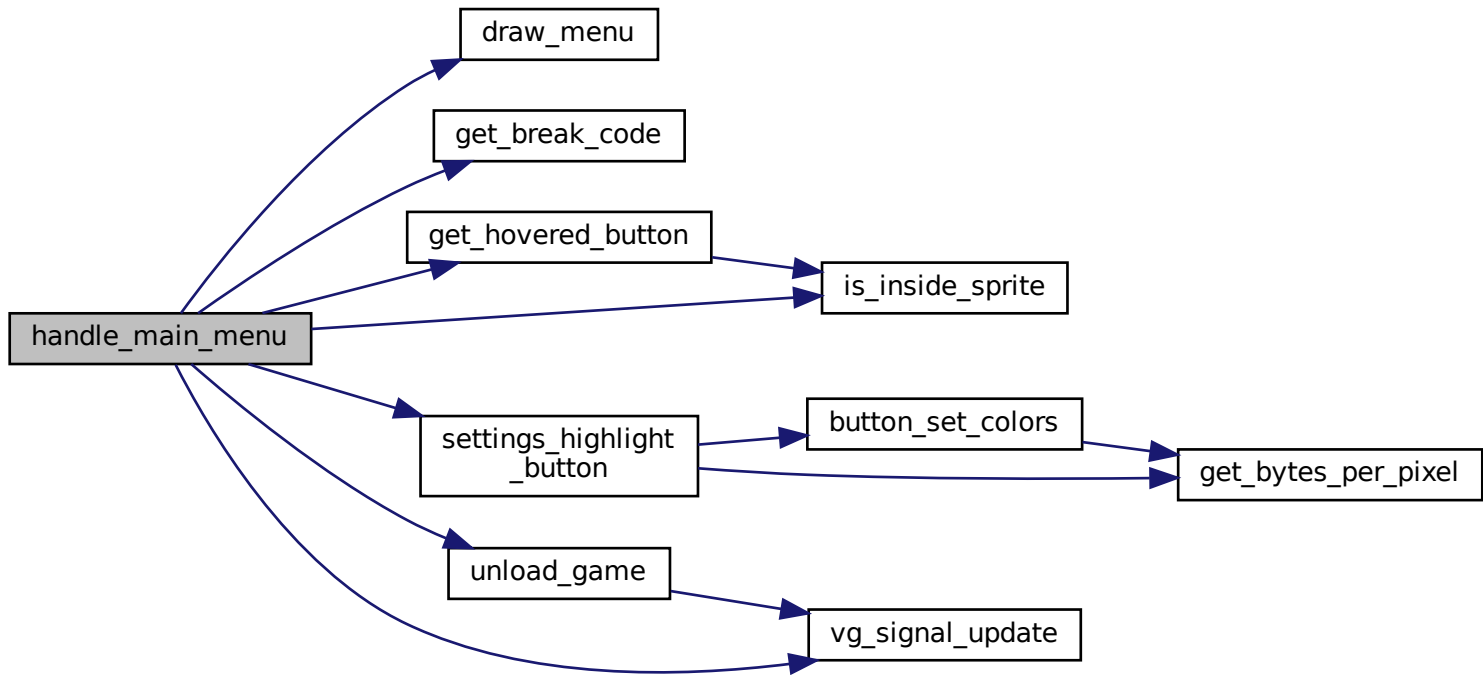 draw_menu
get_break_code
get_hovered_button
is_inside_sprite
handle_main_menu
settings_highlight
_button
button_set_colors
get_bytes_per_pixel
unload_game
vg_signal_update